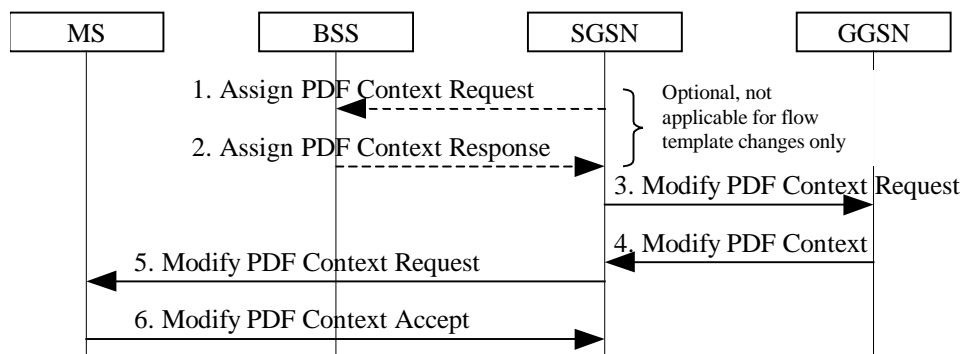 MS BSS SGSN GGSN
1. Assign PDF Context Request
Optional, not
applicable for flow
template changes only
2. Assign PDF Context Response
3. Modify PDF Context Request
4. Modify PDF Context
5. Modify PDF Context Request
6. Modify PDF Context Accept